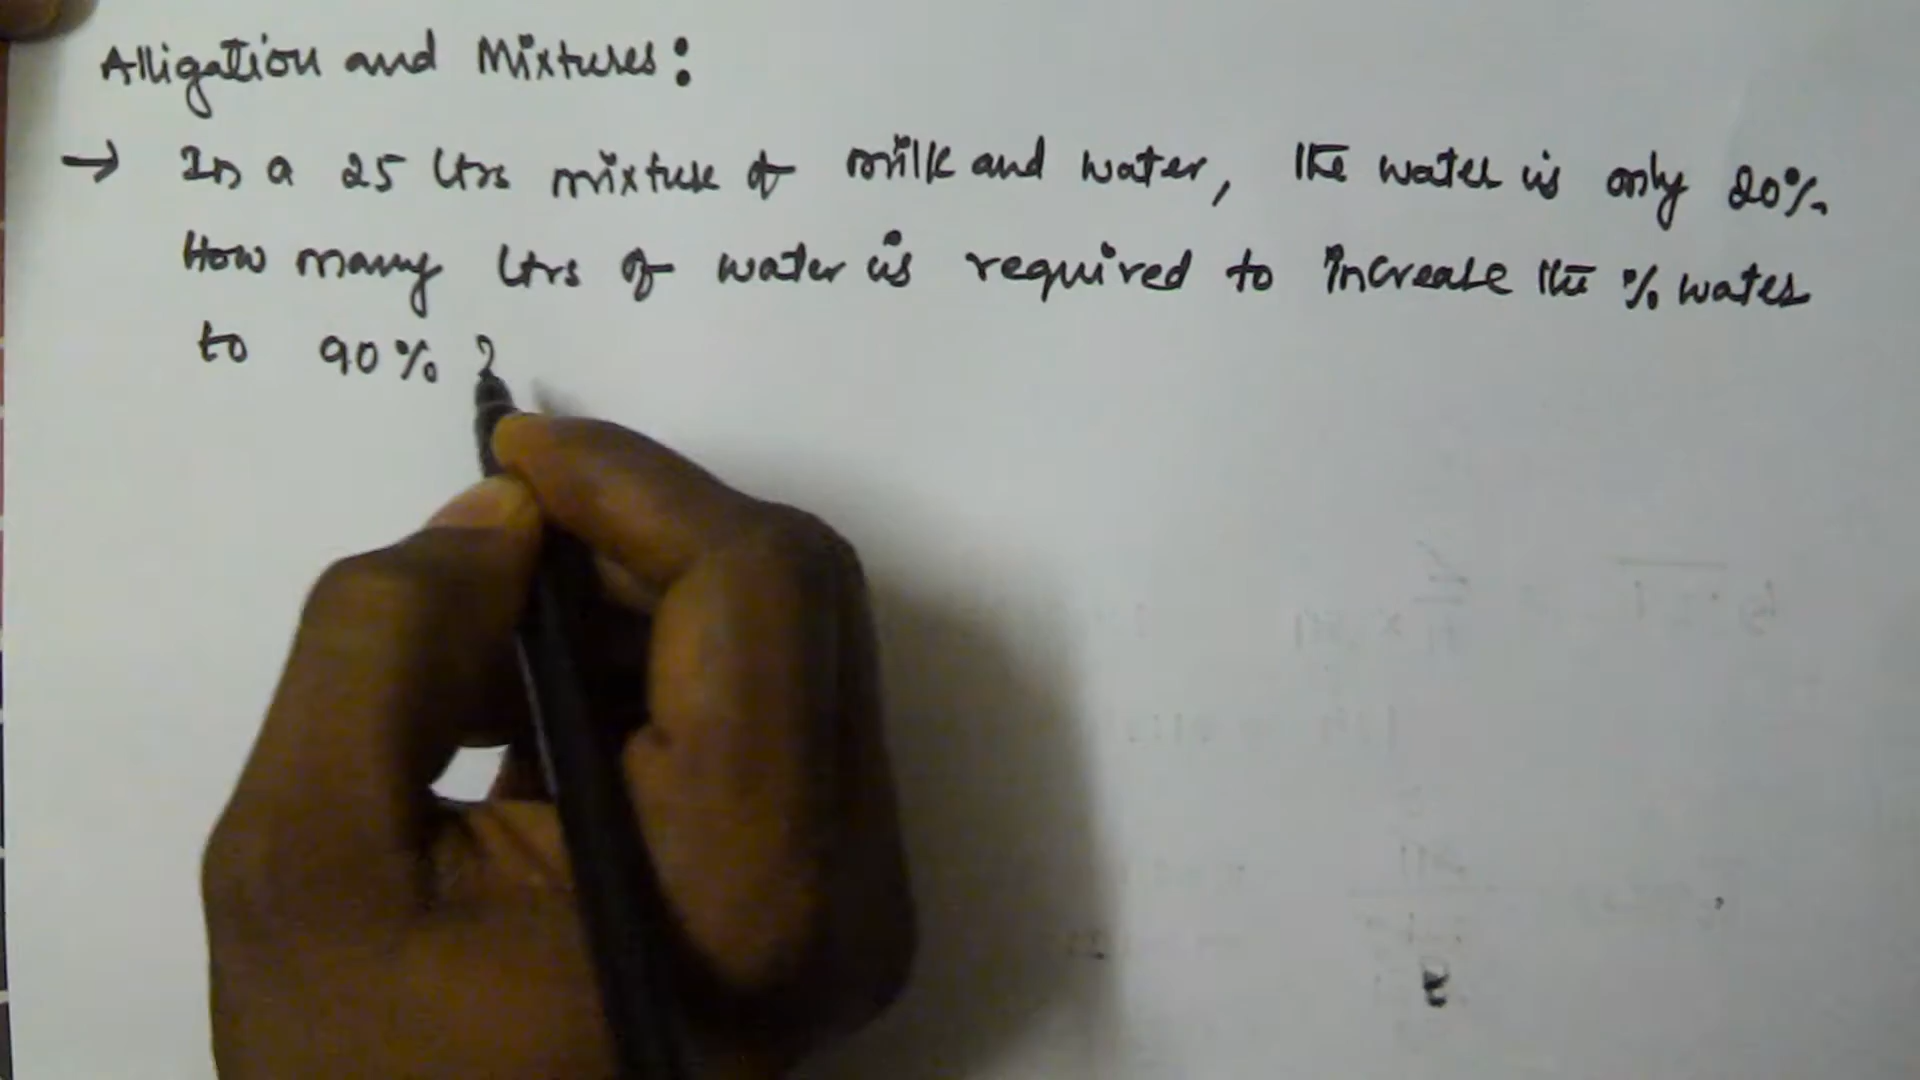 Alligation and Mixtures:
→ In a 25 ltrs mixture of milk and water, the water is only 20%.
How many ltrs of water is required to increase the % water
to 90% ?